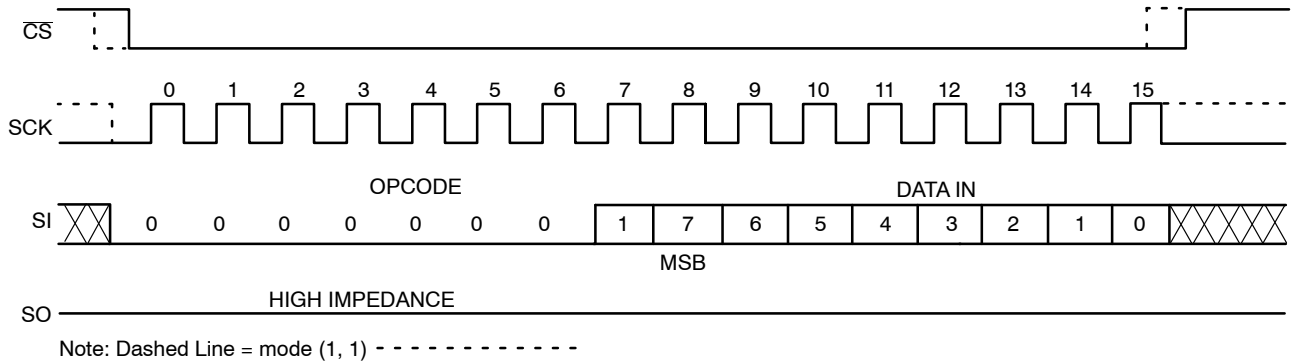 CS
0 1 2 3 4 5 6 7 8 9 10 11 12 13 14 15
SCK
OPCODE DATA IN
SI 0 0 0 0 0 0 0 1 7 6 5 4 3 2 1 0
MSB
HIGH IMPEDANCE
SO
Note: Dashed Line = mode (1, 1)